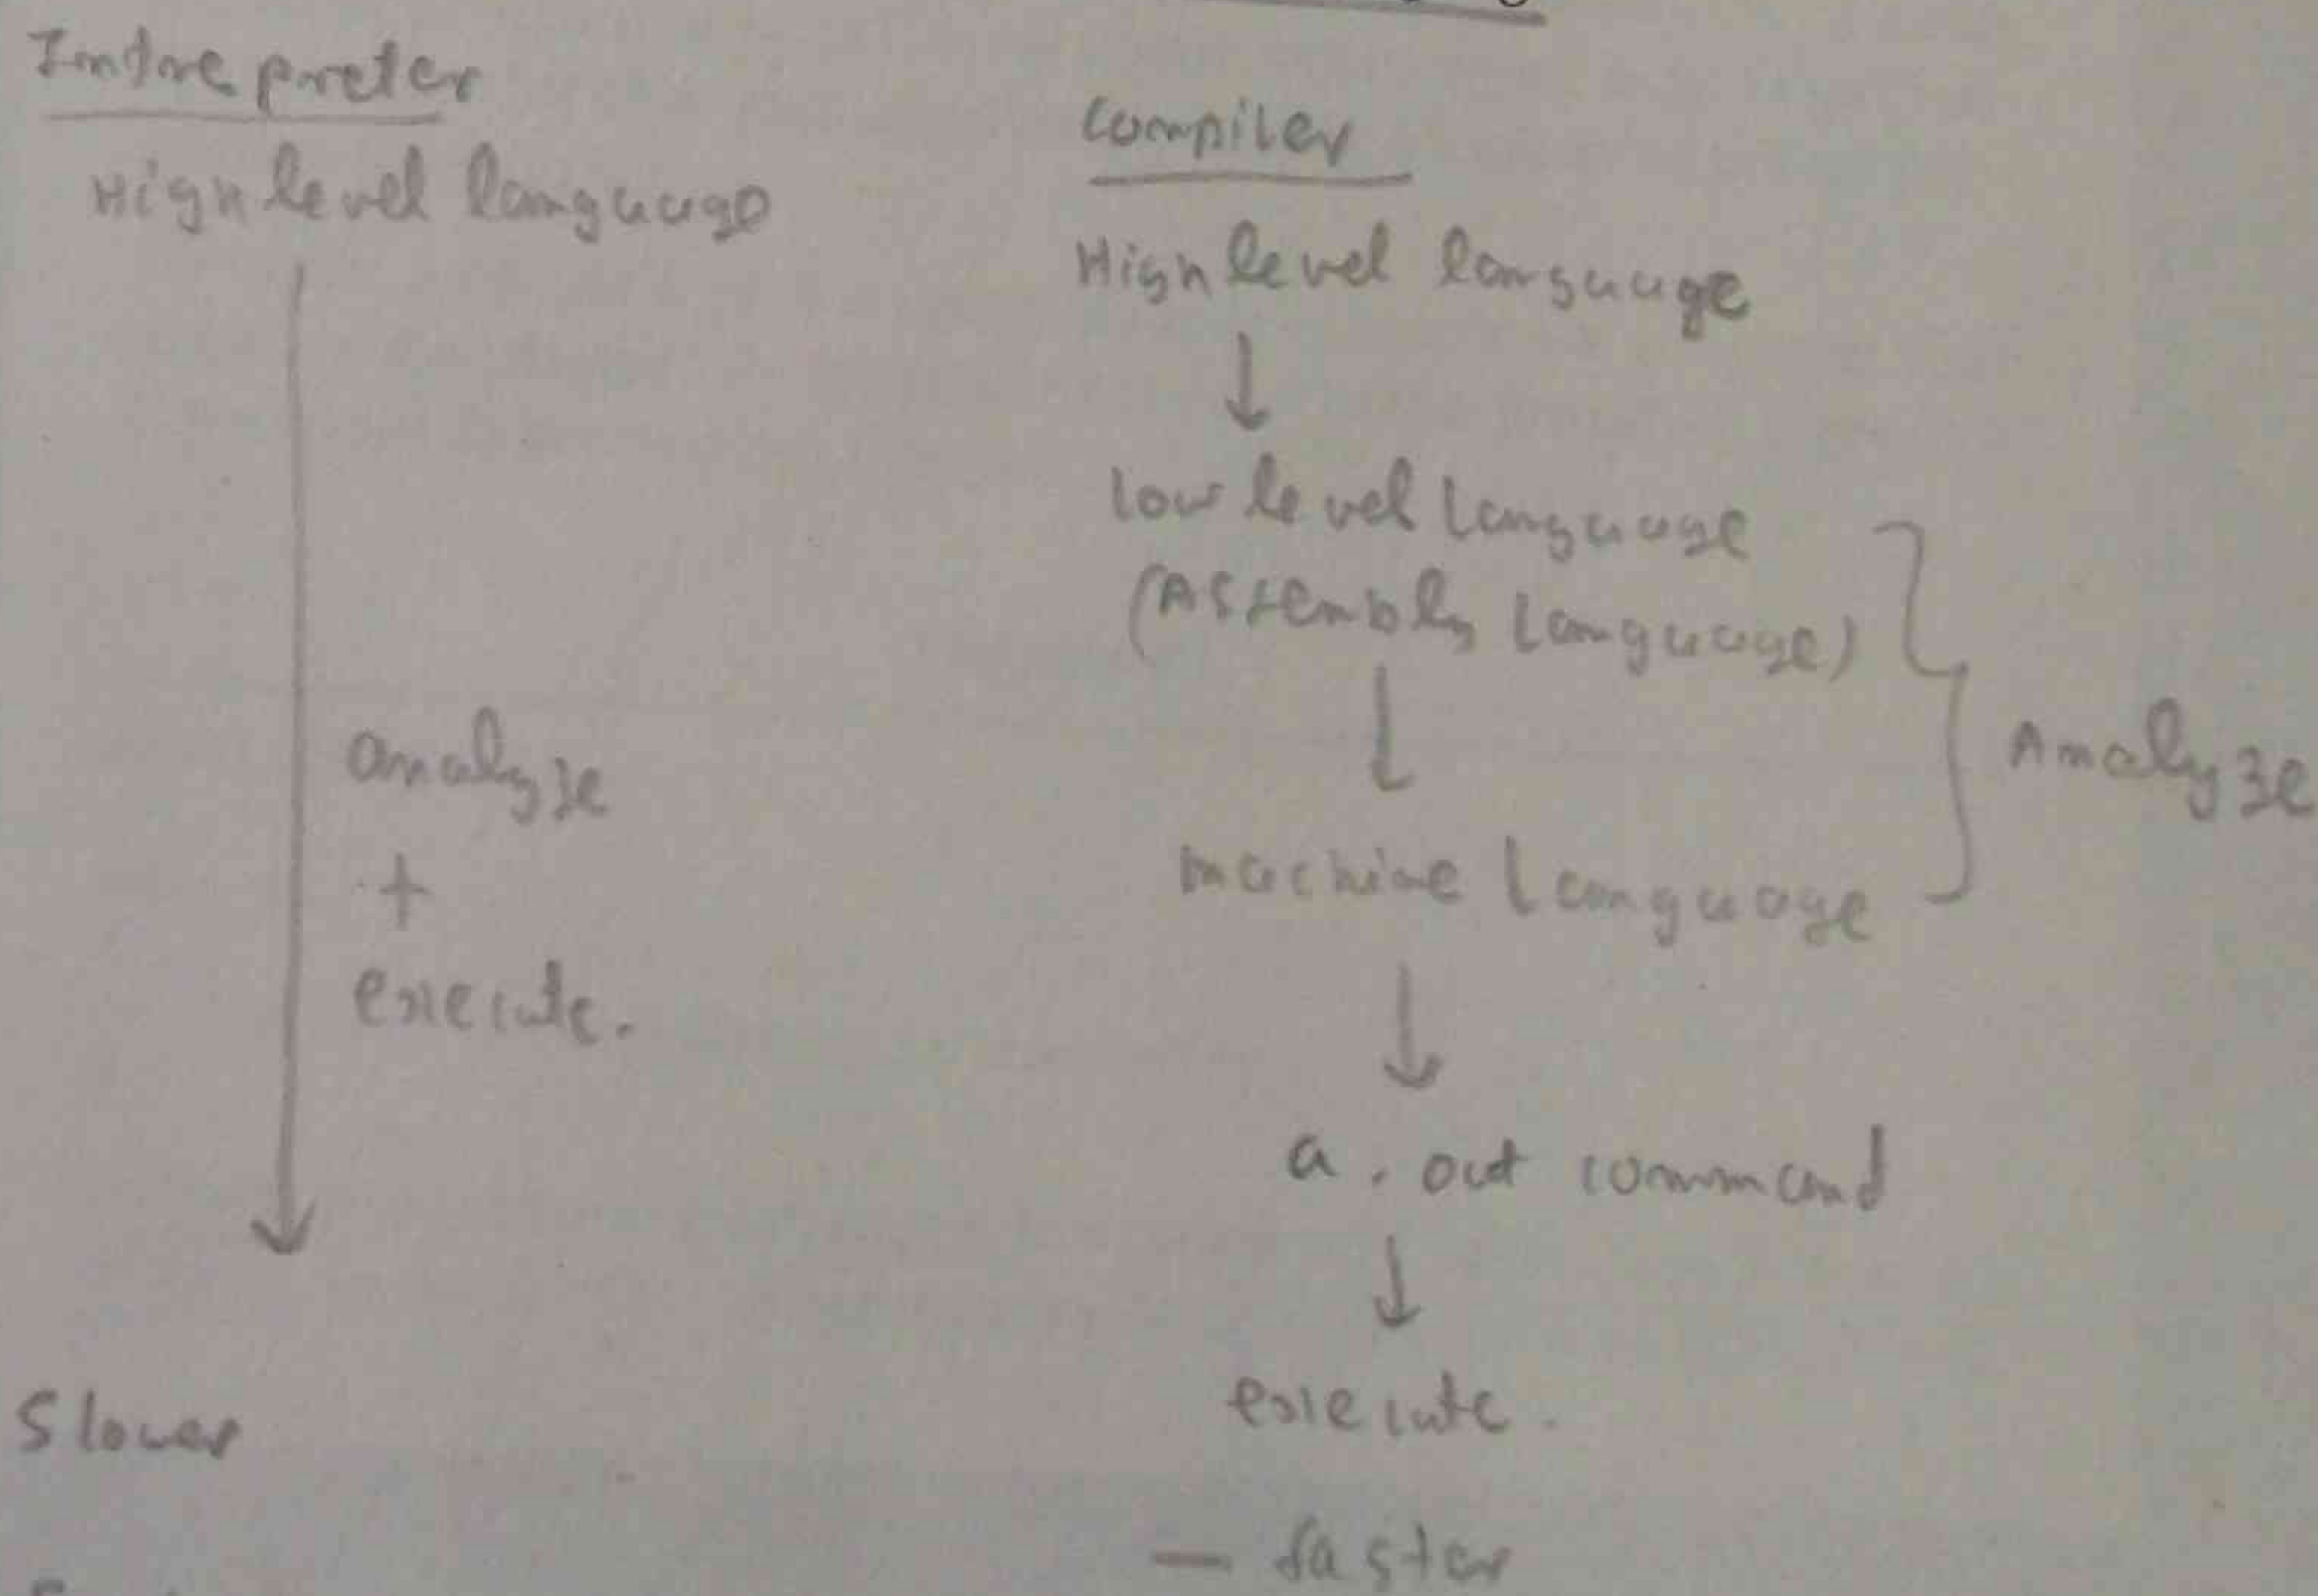 Intrepreter
High level language
analyze
+
execute.
Slower
Compiler
High level language
↓
low level language
(Assembly language)
↓
machine language
Analyze
↓
a. out command
↓
execute.
— faster